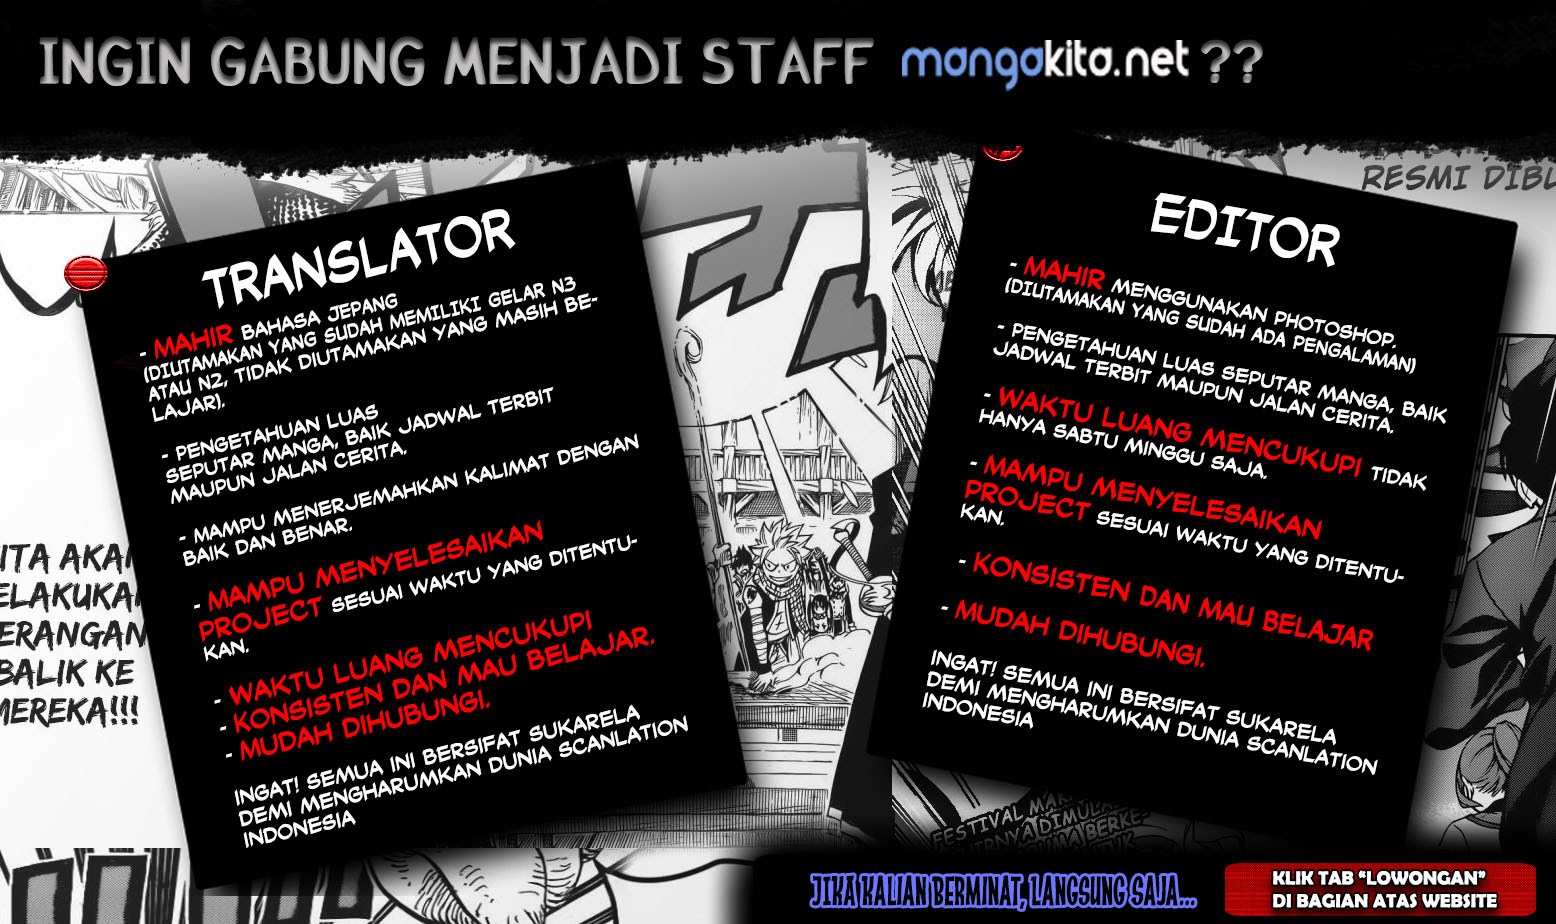 INGIN GABUNG MENJADI STAFF mangakita.net ??
TRANSLATOR
- MAHIR BAHASA JEPANG
(DIUTAMAKAN YANG SUDAH MEMILIKI GELAR N3
ATAU N2, TIDAK DIUTAMAKAN YANG MASIH BE-
LAJAR).
- PENGETAHUAN LUAS
SEPUTAR MANGA, BAIK JADWAL TERBIT
MAUPUN JALAN CERITA.
- MAMPU MENERJEMAHKAN KALIMAT DENGAN
BAIK DAN BENAR.
- MAMPU MENYELESAIKAN
PROJECT SESUAI WAKTU YANG DITENTU-
KAN.
- WAKTU LUANG MENCUKUPI
- KONSISTEN DAN MAU BELAJAR.
- MUDAH DIHUBUNGI.
INGAT! SEMUA INI BERSIFAT SUKARELA
DEMI MENGHARUMKAN DUNIA SCANLATION
INDONESIA
EDITOR
- MAHIR MENGGUNAKAN PHOTOSHOP.
(DIUTAMAKAN YANG SUDAH ADA PENGALAMAN)
- PENGETAHUAN LUAS SEPUTAR MANGA, BAIK
JADWAL TERBIT MAUPUN JALAN CERITA.
- WAKTU LUANG MENCUKUPI TIDAK
HANYA SABTU MINGGU SAJA.
- MAMPU MENYELESAIKAN
PROJECT SESUAI WAKTU YANG DITENTU-
KAN.
- KONSISTEN DAN MAU BELAJAR
- MUDAH DIHUBUNGI.
INGAT! SEMUA INI BERSIFAT SUKARELA
DEMI MENGHARUMKAN DUNIA SCANLATION
INDONESIA
RESMI DIBU
ITA AKA
ELAKUKA
ERANGAN
BALIK KE
MEREKA!!!
FESTIVAL
JIKA KALIAN BERMINAT, LANGSUNG SAJA...
KLIK TAB “LOWONGAN”
DI BAGIAN ATAS WEBSITE